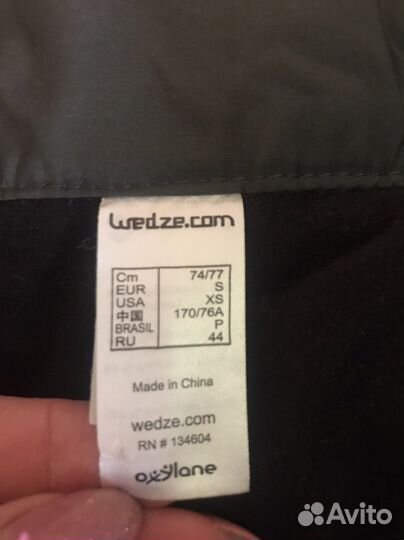 wedze.com
Cm 74/77
EUR S
USA XS
中国 170/76A
BRASIL P
RU 44
Made in China
wedze.com
RN # 134604
oxylane
Avito